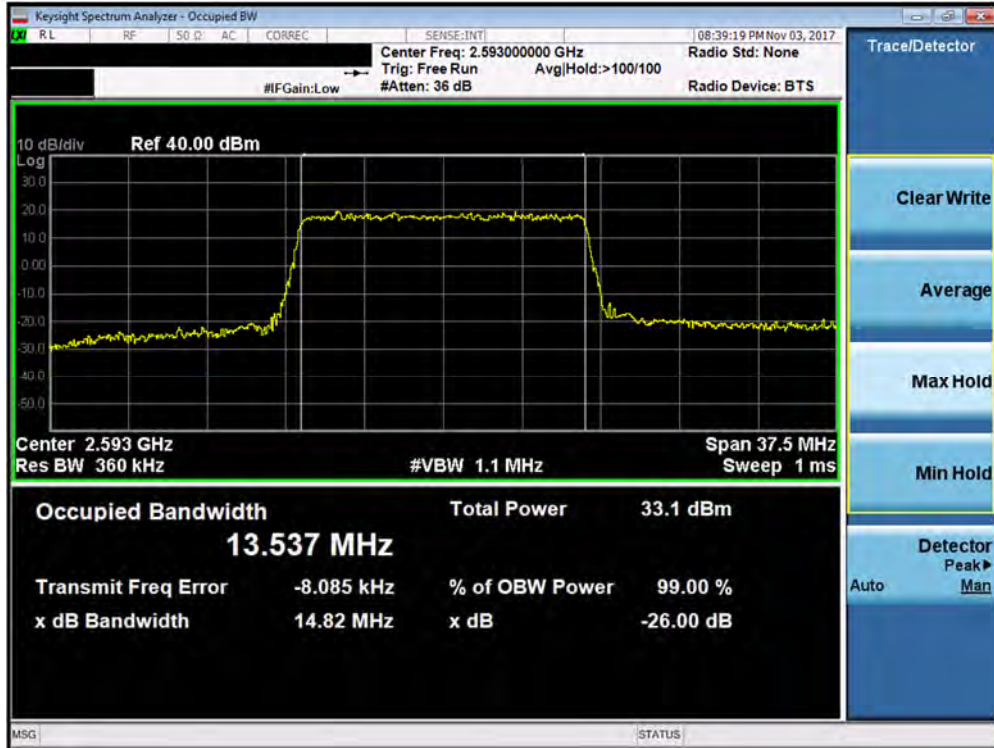 Keysight Spectrum Analyzer - Occupied BW
LXI RL RF 50 Ω AC CORREC SENSE:INT 08:39:19 PM Nov 03, 2017
Center Freq: 2.593000000 GHz Radio Std: None
Trig: Free Run Avg|Hold:>100/100
#IFGain:Low #Atten: 36 dB Radio Device: BTS
10 dB/div Ref 40.00 dBm
Log
30.0
20.0
10.0
0.00
-10.0
-20.0
-30.0
-40.0
-50.0
Center 2.593 GHz Span 37.5 MHz
Res BW 360 kHz #VBW 1.1 MHz Sweep 1 ms
Occupied Bandwidth Total Power 33.1 dBm
13.537 MHz
Transmit Freq Error -8.085 kHz % of OBW Power 99.00 %
x dB Bandwidth 14.82 MHz x dB -26.00 dB
MSG STATUS
Trace/Detector
Clear Write
Average
Max Hold
Min Hold
Detector
Peak▶
Auto Man